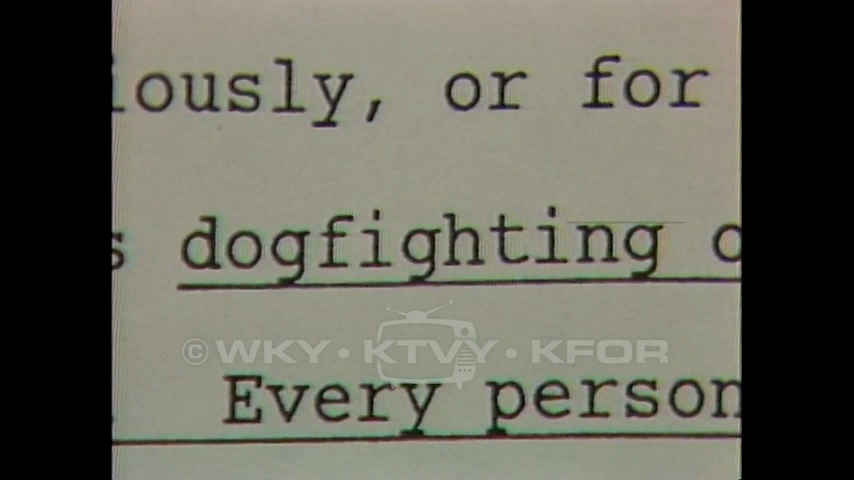 iously, or for
s dogfighting o
©WKY • KTVY • KFOR
. Every person